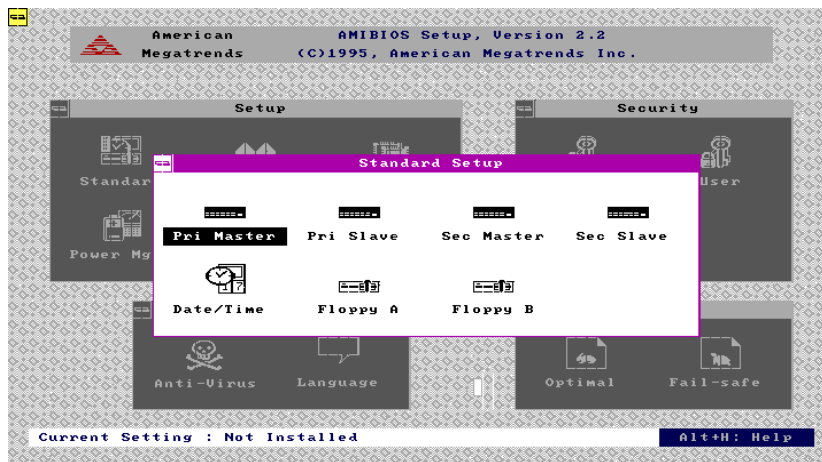 American Megatrends
AMIBIOS Setup, Version 2.2
(C)1995, American Megatrends Inc.
Setup
Security
Standar
User
Power Mg
Standard Setup
Pri Master
Pri Slave
Sec Master
Sec Slave
Date/Time
Floppy A
Floppy B
Anti-Virus
Language
Optimal
Fail-safe
Current Setting : Not Installed
Alt+H: Help